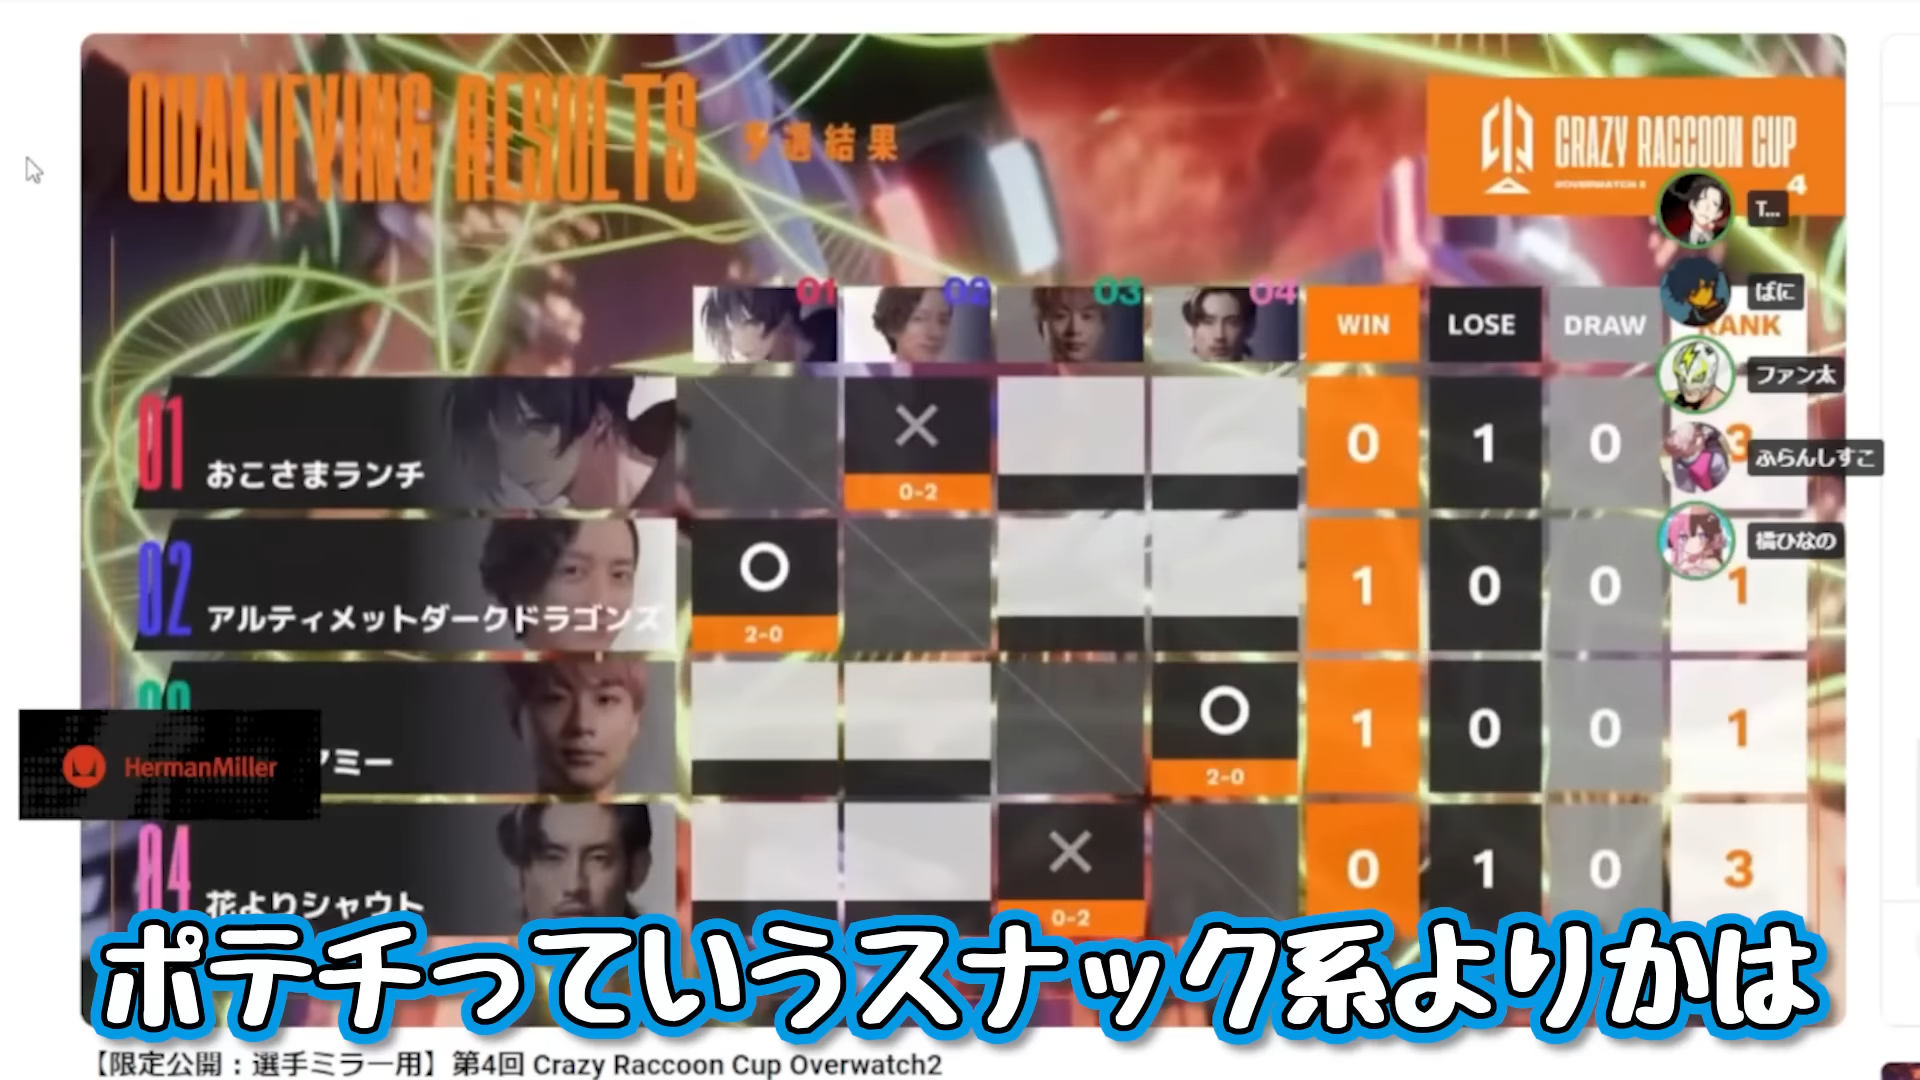 QUALIFYING RESULTS
予選結果
CRAZY RACCOON CUP
#OVERWATCH 2
4
T...
ばに
ファン太
ふらんしすこ
橘ひなの
01 02 03 04 WIN LOSE DRAW RANK
01 おこさまランチ 0-2 0 1 0 3
02 アルティメットダークドラゴンズ 2-0 1 0 0 1
03 アミー 2-0 1 0 0 1
HermanMiller
04 花よりシャウト 0-2 0 1 0 3
ポテチっていうスナック系よりかは
【限定公開：選手ミラー用】第4回 Crazy Raccoon Cup Overwatch2